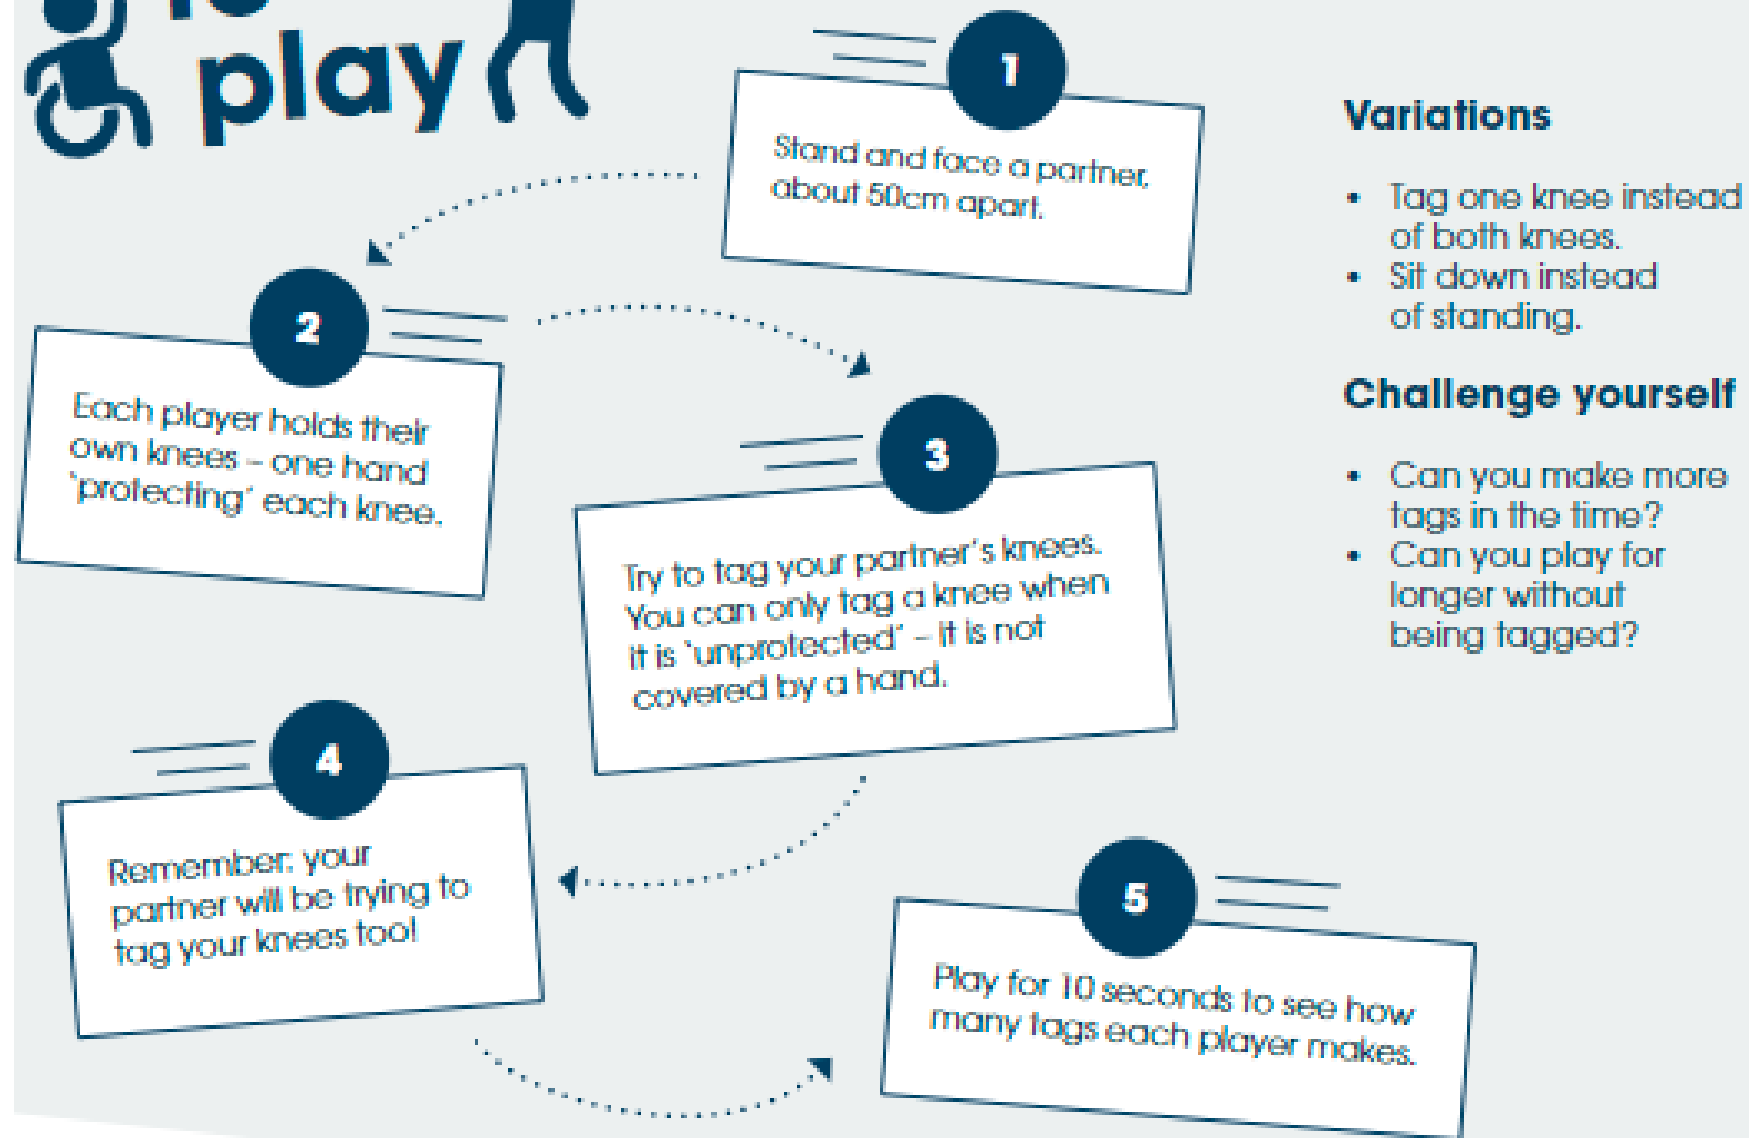 play
1
Stand and face a partner,
about 50cm apart.
2
Each player holds their
own knees – one hand
‘protecting’ each knee.
3
Try to tag your partner’s knees.
You can only tag a knee when
it is ‘unprotected’ – it is not
covered by a hand.
4
Remember: your
partner will be trying to
tag your knees too!
5
Play for 10 seconds to see how
many tags each player makes.
Variations
• Tag one knee instead
of both knees.
• Sit down instead
of standing.
Challenge yourself
• Can you make more
tags in the time?
• Can you play for
longer without
being tagged?